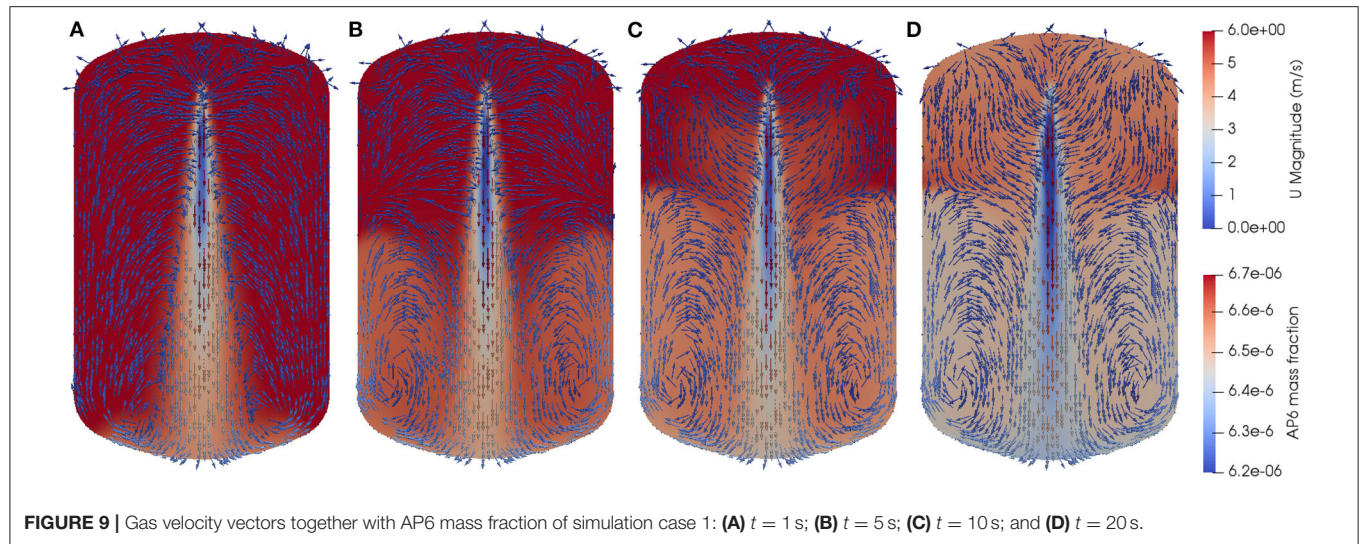 A
B
C
D
6.0e+00
5
4
3
2
1
0.0e+00
U Magnitude (m/s)
6.7e-06
6.6e-6
6.5e-6
6.4e-6
6.3e-6
6.2e-06
AP6 mass fraction
FIGURE 9 | Gas velocity vectors together with AP6 mass fraction of simulation case 1: (A) t = 1 s; (B) t = 5 s; (C) t = 10 s; and (D) t = 20 s.